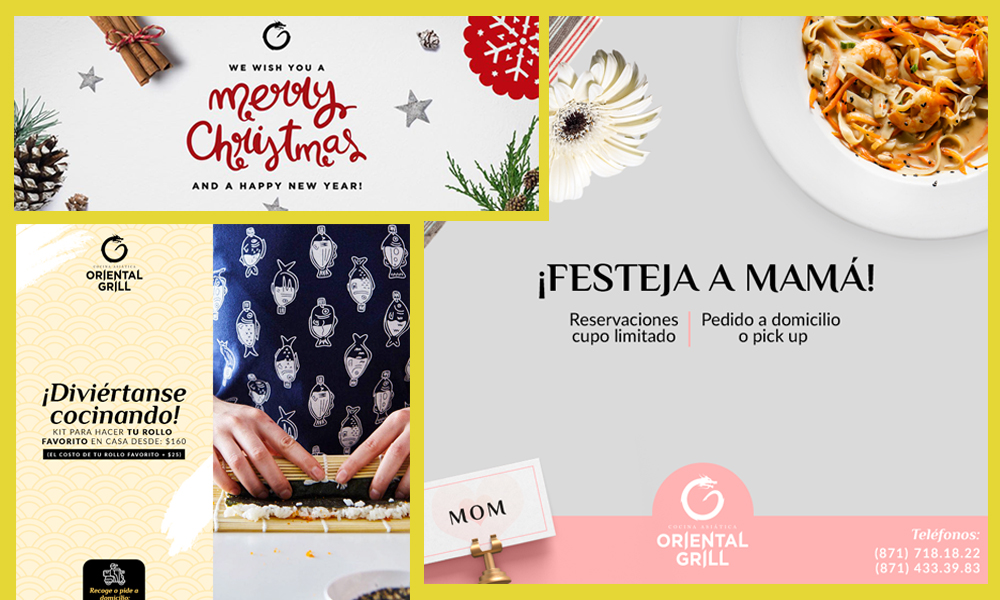 WE WISH YOU A
merry
Christmas
AND A HAPPY NEW YEAR!
COCINA ASIÁTICA
ORIENTAL
GRILL
¡Diviértanse
cocinando!
KIT PARA HACER TU ROLLO
FAVORITO EN CASA DESDE: $160
(EL COSTO DE TU ROLLO FAVORITO + $25)
Recoge o pide a
domicilio:
¡FESTEJA A MAMÁ!
Reservaciones
cupo limitado
Pedido a domicilio
o pick up
MOM
COCINA ASIÁTICA
ORIENTAL
GRILL
Teléfonos:
(871) 718.18.22
(871) 433.39.83